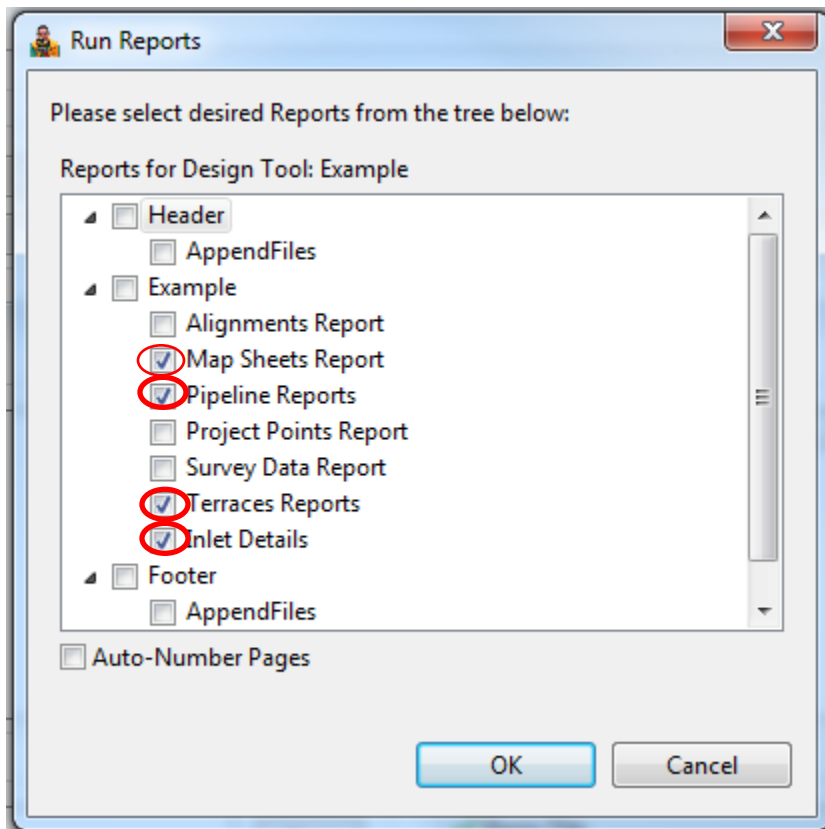 Run Reports
Please select desired Reports from the tree below:
Reports for Design Tool: Example
Header
AppendFiles
Example
Alignments Report
Map Sheets Report
Pipeline Reports
Project Points Report
Survey Data Report
Terraces Reports
Inlet Details
Footer
AppendFiles
Auto-Number Pages
OK Cancel